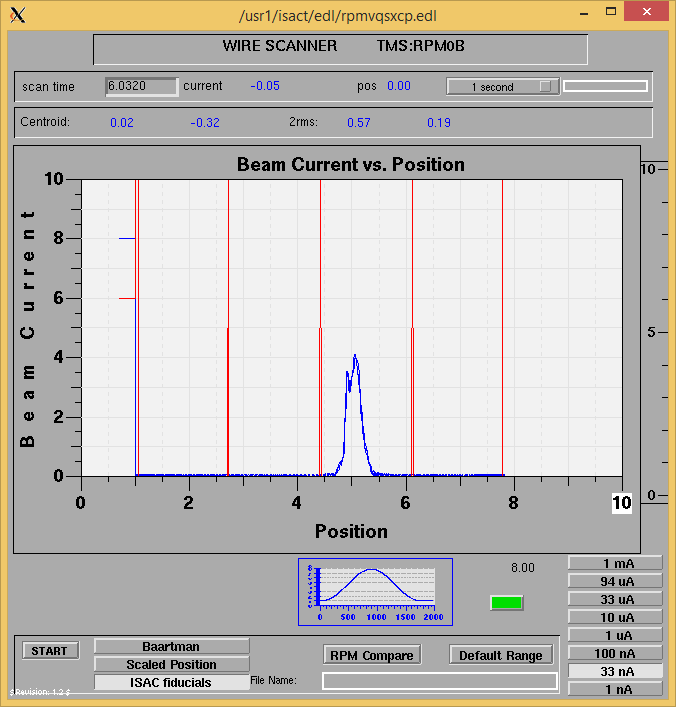 /usr1/isact/edl/rpmvqsxcp.edl
WIRE SCANNER TMS:RPM0B
scan time 6.0320 current -0.05 pos 0.00 1 second
Centroid: 0.02 -0.32 2rms: 0.57 0.19
Beam Current vs. Position
10
8
6
4
2
0
Beam Current
0 2 4 6 8 10
Position
10
5
0
8
0 500 1000 1500 2000
8.00
1 mA
94 uA
33 uA
10 uA
1 uA
100 nA
33 nA
1 nA
START
Baartman
Scaled Position
ISAC fiducials
RPM Compare
Default Range
File Name:
$Revision: 1.2 $